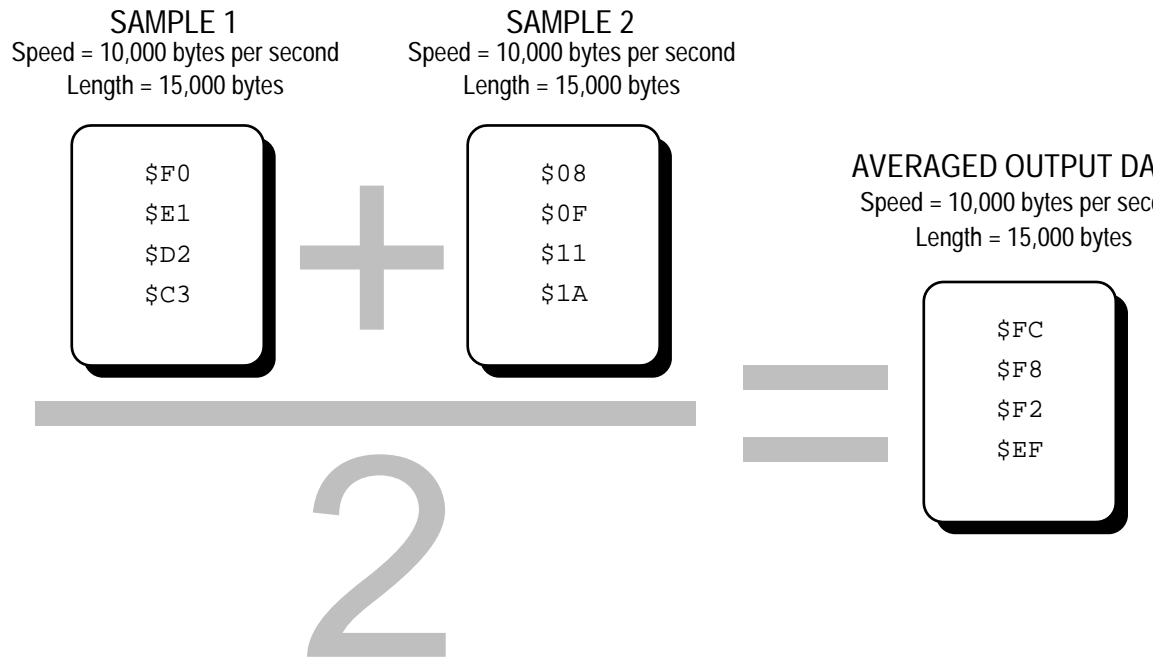 SAMPLE 1
Speed = 10,000 bytes per second
Length = 15,000 bytes
$F0
$E1
$D2
$C3
+
SAMPLE 2
Speed = 10,000 bytes per second
Length = 15,000 bytes
$08
$0F
$11
$1A
2
=
AVERAGED OUTPUT
Speed = 10,000 bytes per
Length = 15,000 bytes
$FC
$F8
$F2
$EF